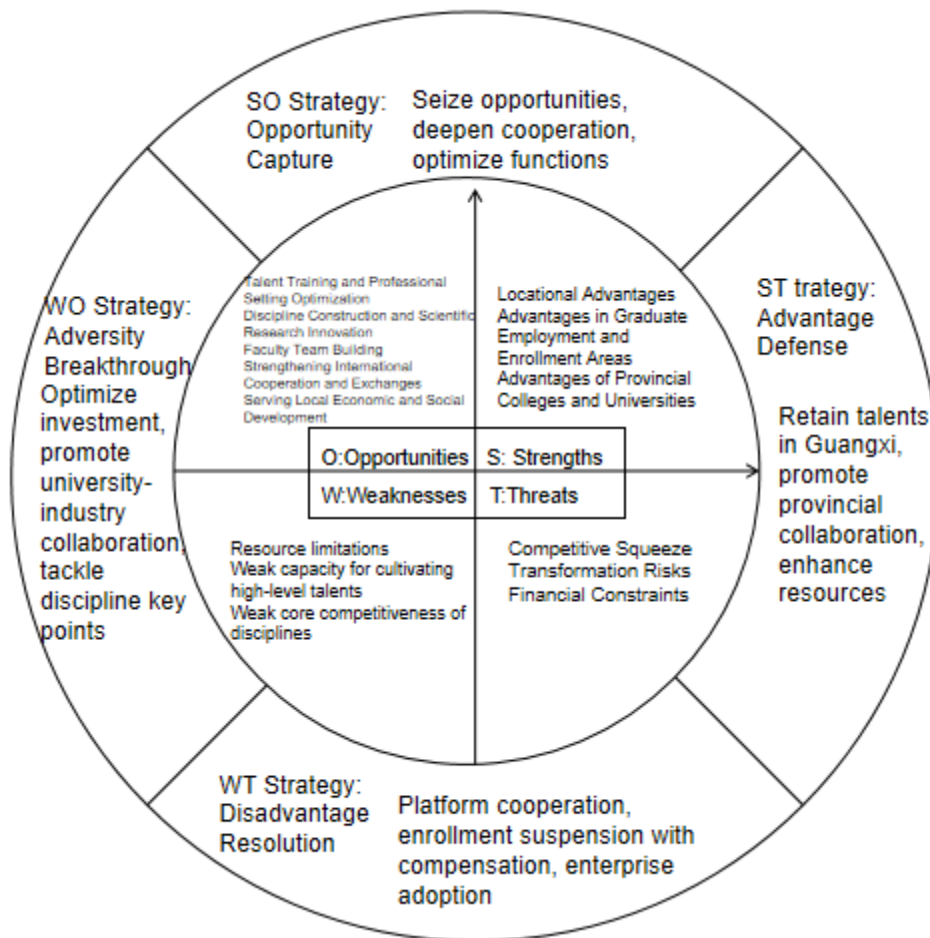 SO Strategy:
Opportunity
Capture
Seize opportunities,
deepen cooperation,
optimize functions
WO Strategy:
Adversity
Breakthrough
Optimize
investment,
promote
university-
industry
collaboration,
tackle
discipline key
points
Talent Training and Professional
Setting Optimization
Discipline Construction and Scientific
Research Innovation
Faculty Team Building
Strengthening International
Cooperation and Exchanges
Serving Local Economic and Social
Development
Locational Advantages
Advantages in Graduate
Employment and
Enrollment Areas
Advantages of Provincial
Colleges and Universities
ST trategy:
Advantage
Defense
Retain talents
in Guangxi,
promote
provincial
collaboration,
enhance
resources
O:Opportunities
S: Strengths
W:Weaknesses
T:Threats
Resource limitations
Weak capacity for cultivating
high-level talents
Weak core competitiveness of
disciplines
Competitive Squeeze
Transformation Risks
Financial Constraints
WT Strategy:
Disadvantage
Resolution
Platform cooperation,
enrollment suspension with
compensation, enterprise
adoption